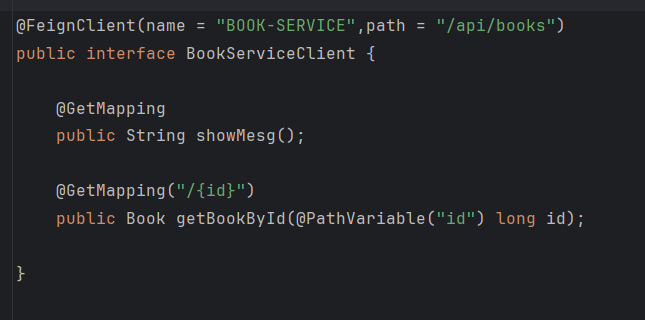 @FeignClient(name = "BOOK-SERVICE",path = "/api/books")
public interface BookServiceClient {
@GetMapping
public String showMesg();
@GetMapping("/{id}")
public Book getBookById(@PathVariable("id") long id);
}